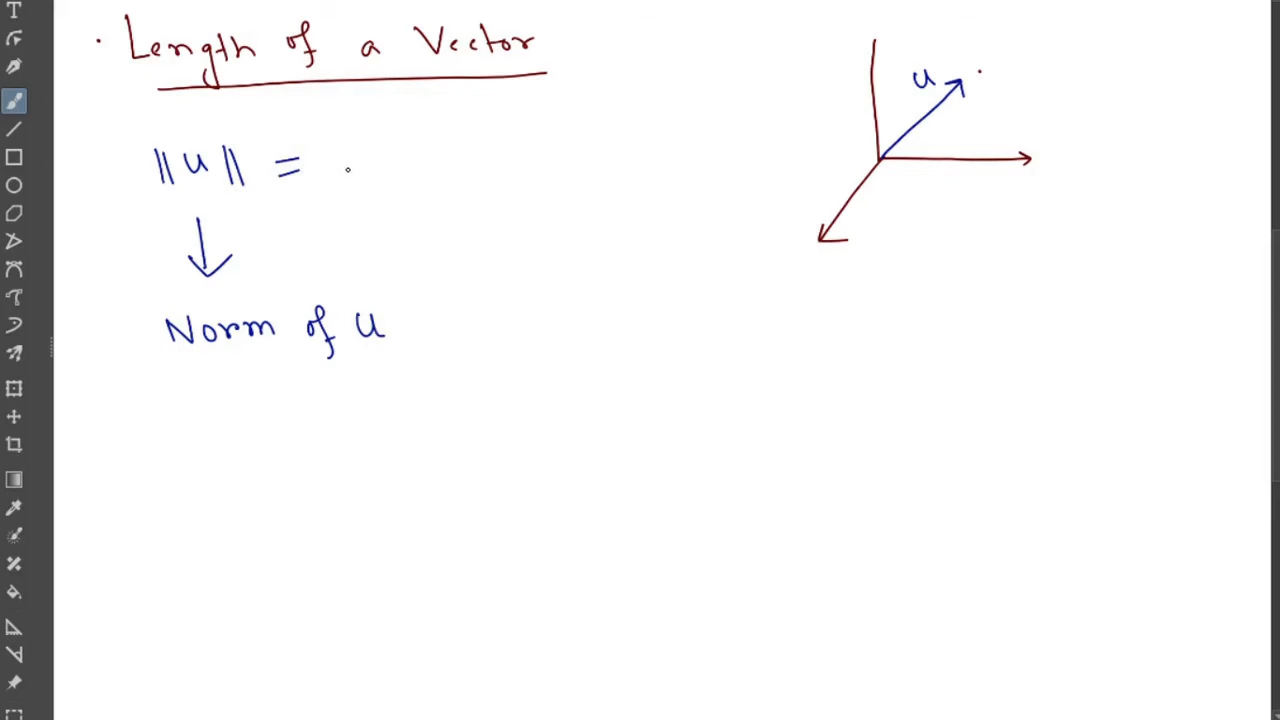 · Length of a Vector
u
‖u‖ =
Norm of u